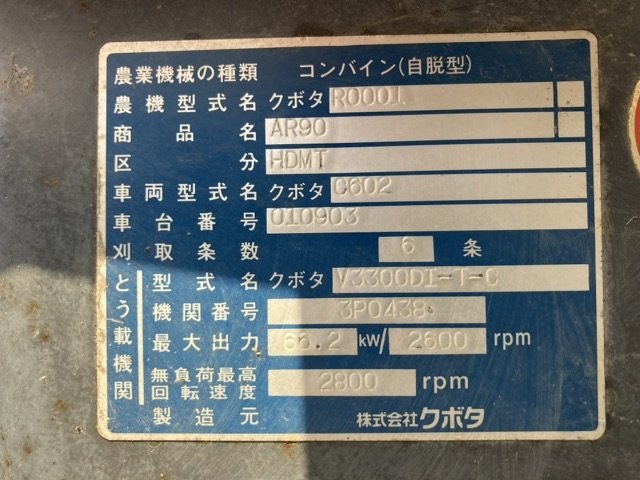 農業機械の種類 コンバイン(自脱型)
農機型式名 クボタ R0001
商品名 AR90
区分 HDMT
車両型式名 クボタ C602
車台番号 010903
刈取条数 6 条
とう載機関
型式名 クボタ V3300DI-T-C
機関番号 3P0438
最大出力 66.2 kW/ 2600 rpm
無負荷最高回転速度 2800 rpm
製造元 株式会社クボタ